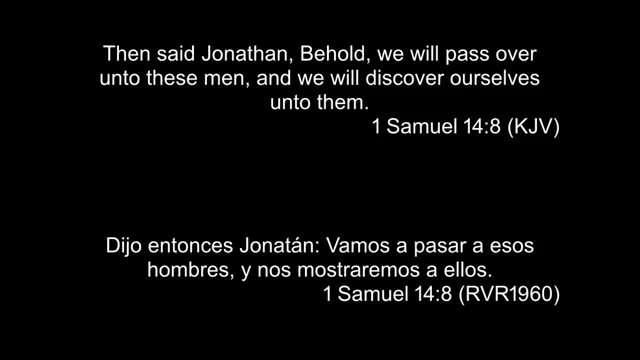 Then said Jonathan, Behold, we will pass over
unto these men, and we will discover ourselves
unto them.
1 Samuel 14:8 (KJV)
Dijo entonces Jonatán: Vamos a pasar a esos
hombres, y nos mostraremos a ellos.
1 Samuel 14:8 (RVR1960)